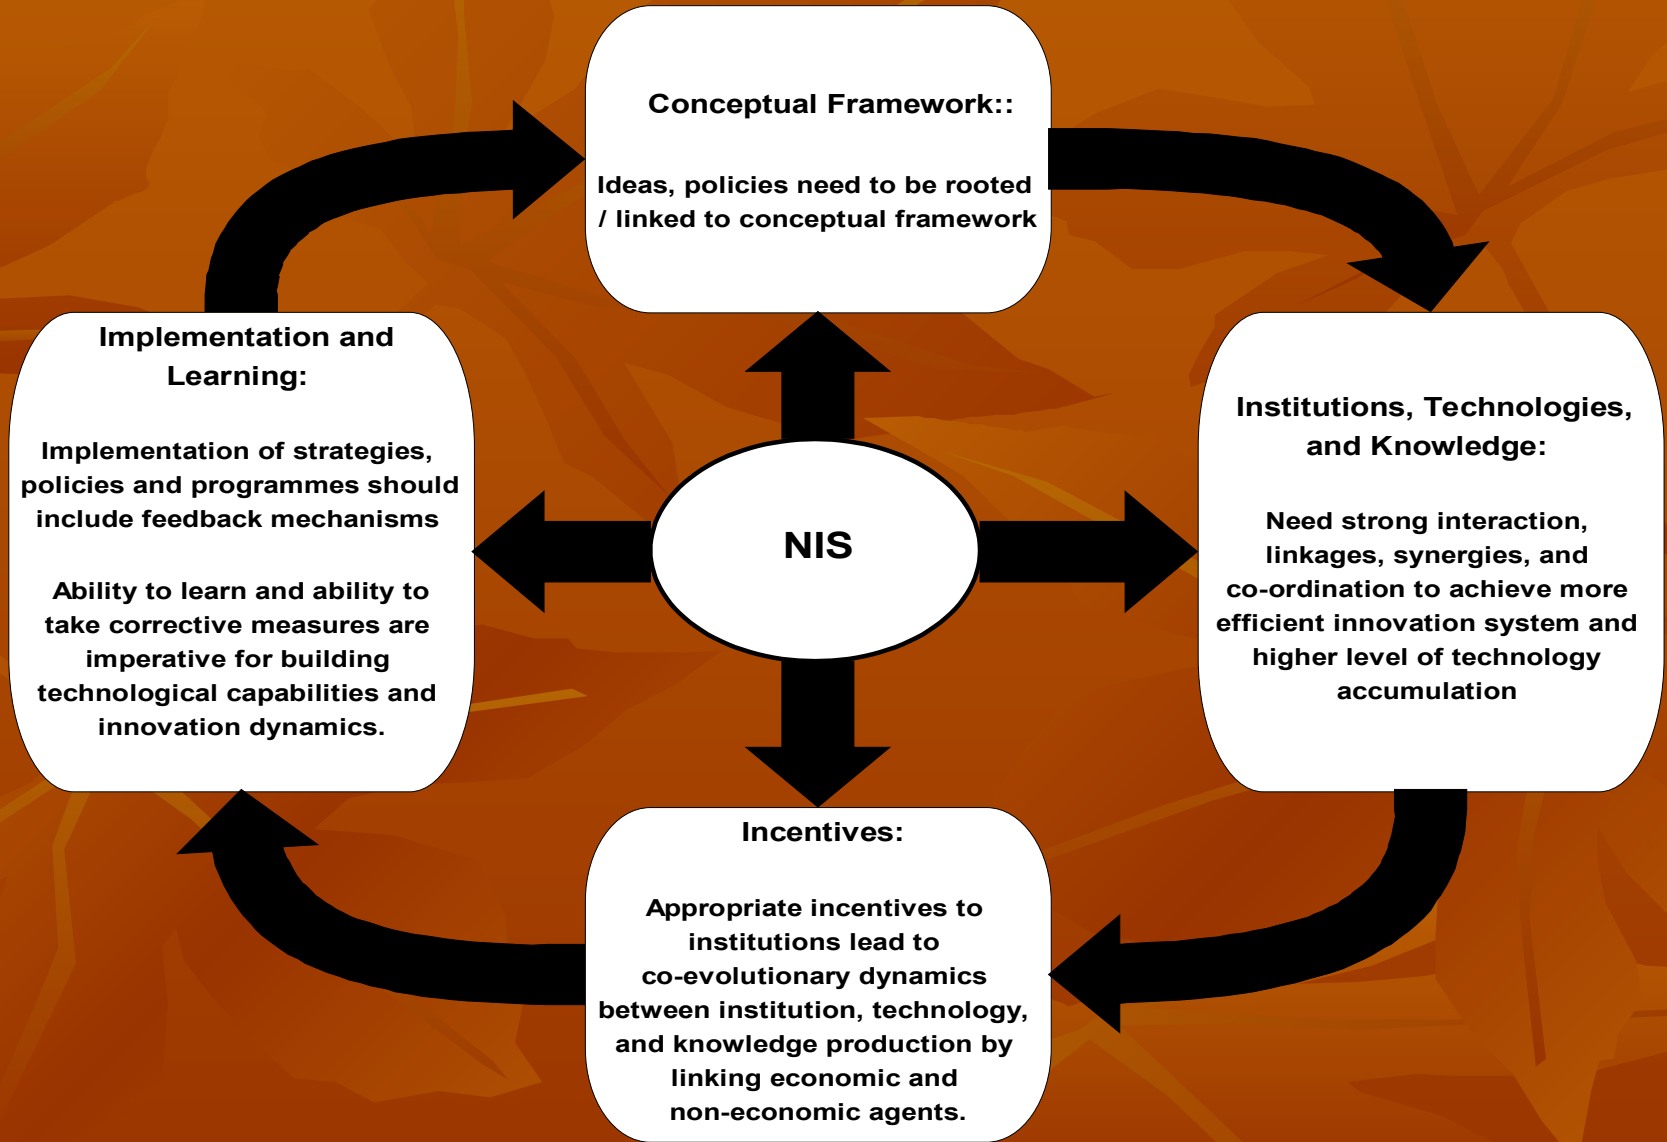 Conceptual Framework::
Ideas, policies need to be rooted
/ linked to conceptual framework
Implementation and
Learning:
Implementation of strategies,
policies and programmes should
include feedback mechanisms
Ability to learn and ability to
take corrective measures are
imperative for building
technological capabilities and
innovation dynamics.
NIS
Institutions, Technologies,
and Knowledge:
Need strong interaction,
linkages, synergies, and
co-ordination to achieve more
efficient innovation system and
higher level of technology
accumulation
Incentives:
Appropriate incentives to
institutions lead to
co-evolutionary dynamics
between institution, technology,
and knowledge production by
linking economic and
non-economic agents.